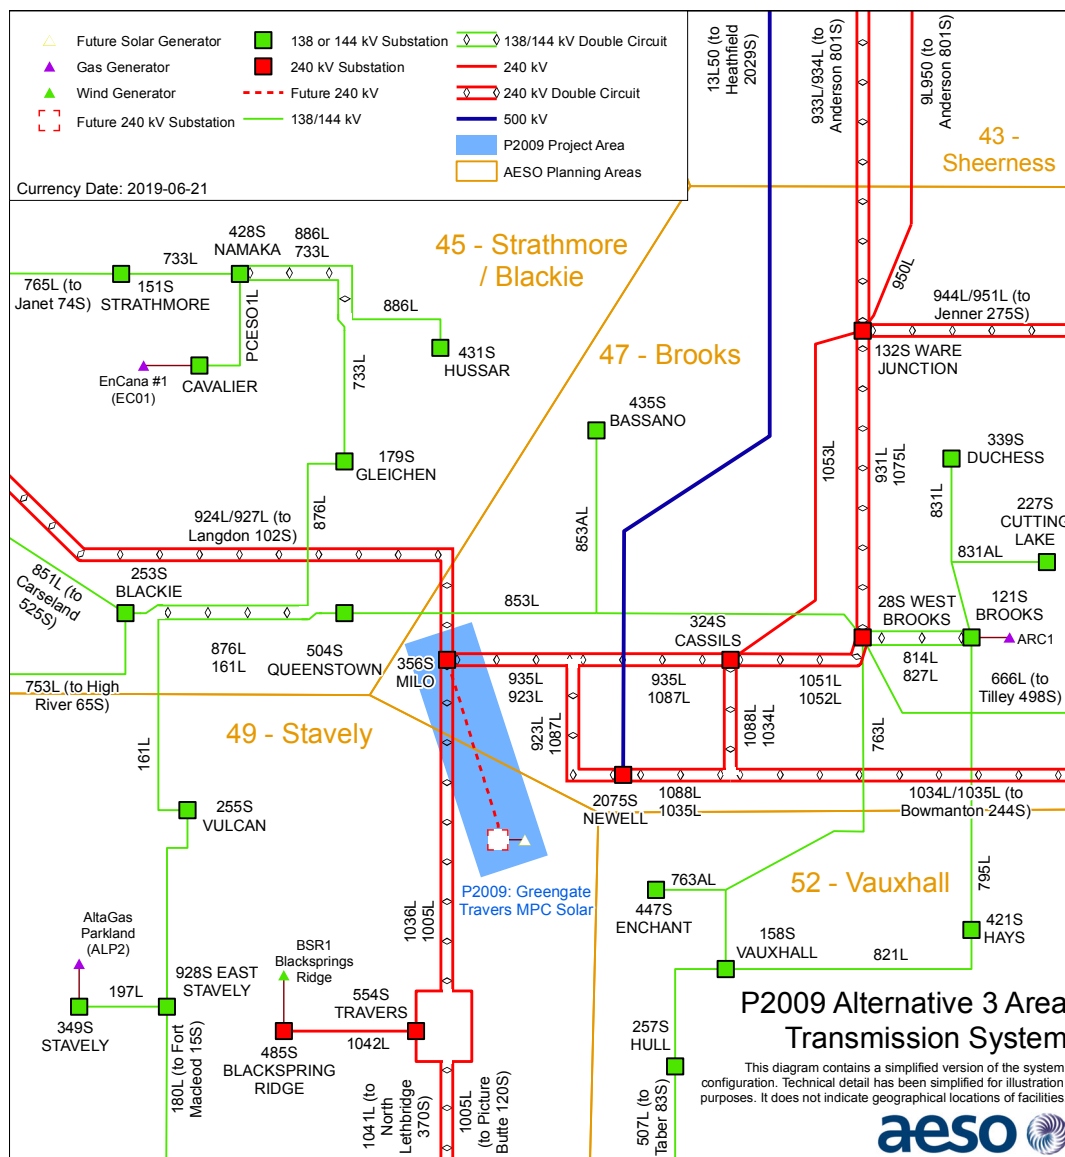 Future Solar Generator
Gas Generator
Wind Generator
Future 240 kV Substation
138 or 144 kV Substation
240 kV Substation
Future 240 kV
138/144 kV
138/144 kV Double Circuit
240 kV
240 kV Double Circuit
500 kV
P2009 Project Area
AESO Planning Areas
Currency Date: 2019-06-21
13L50 (to
Heathfield
2029S)
933L/934L (to
Anderson 801S)
9L950 (to
Anderson 801S)
43 -
Sheerness
45 - Strathmore
/ Blackie
428S
NAMAKA
886L
733L
733L
765L (to
Janet 74S)
151S
STRATHMORE
PCESO1L
886L
431S
HUSSAR
733L
EnCana #1
(EC01)
CAVALIER
950L
944L/951L (to
Jenner 275S)
132S WARE
JUNCTION
47 - Brooks
435S
BASSANO
179S
GLEICHEN
876L
853AL
1053L
931L
1075L
339S
DUCHESS
831L
227S
CUTTING
LAKE
831AL
924L/927L (to
Langdon 102S)
851L (to
Carseland
525S)
253S
BLACKIE
853L
28S WEST
BROOKS
121S
BROOKS
ARC1
324S
CASSILS
876L
161L
504S
QUEENSTOWN
356S
MILO
935L
923L
935L
1087L
1051L
1052L
814L
827L
666L (to
Tilley 498S)
753L (to High
River 65S)
49 - Stavely
161L
923L
1087L
1088L
1034L
763L
2075S
NEWELL
1088L
1035L
1034L/1035L (to
Bowmanton 244S)
255S
VULCAN
P2009: Greengate
Travers MPC Solar
763AL
447S
ENCHANT
52 - Vauxhall
795L
421S
HAYS
158S
VAUXHALL
821L
1036L
1005L
AltaGas
Parkland
(ALP2)
197L
349S
STAVELY
928S EAST
STAVELY
BSR1
Blacksprings
Ridge
554S
TRAVERS
1042L
485S
BLACKSPRING
RIDGE
180L (to Fort
Macleod 15S)
1041L (to
North
Lethbridge
370S)
1005L
(to Picture
Butte 120S)
257S
HULL
507L (to
Taber 83S)
P2009 Alternative 3 Area
Transmission System
This diagram contains a simplified version of the system
configuration. Technical detail has been simplified for illustration
purposes. It does not indicate geographical locations of facilities.
aeso